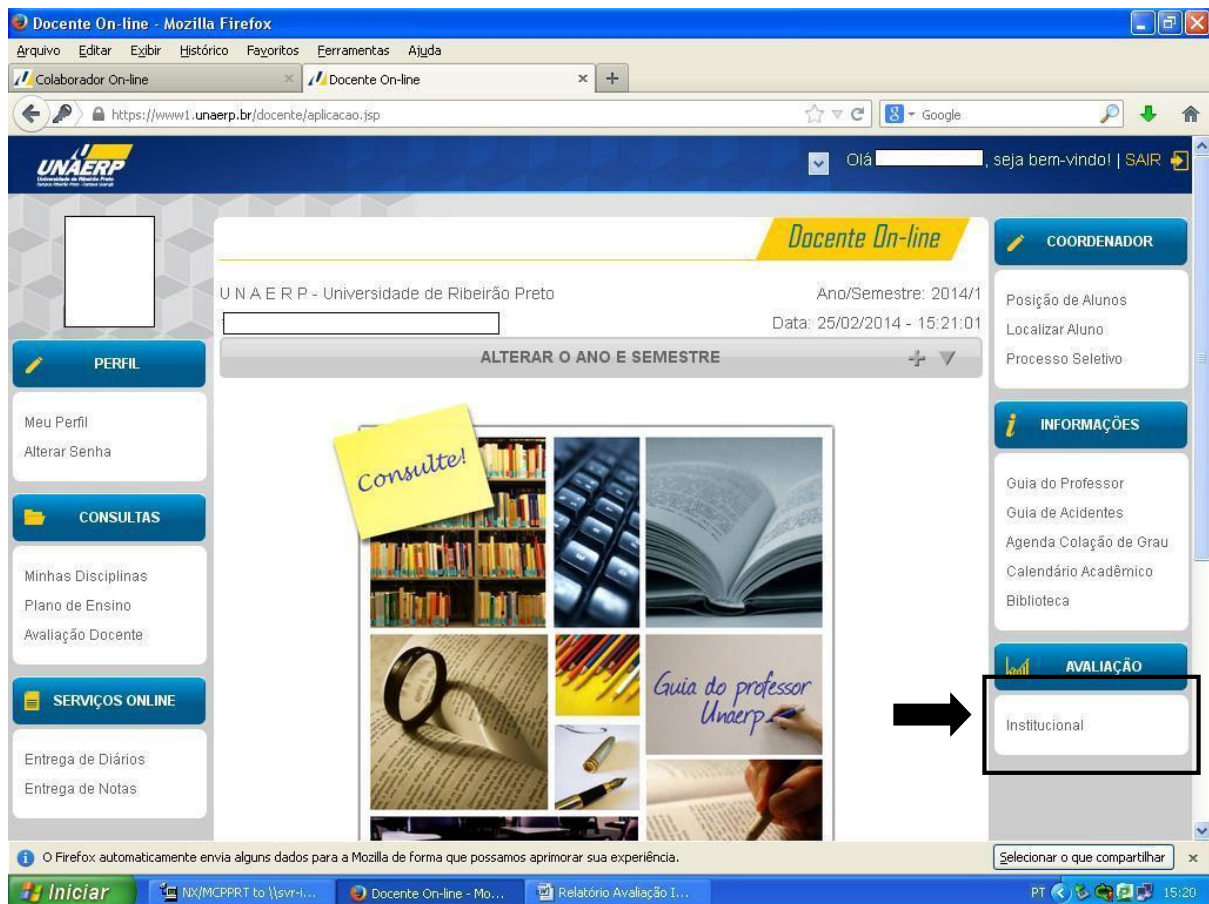 Docente On-line - Mozilla Firefox
Arquivo Editar Exibir Histórico Favoritos Ferramentas Ajuda
Colaborador On-line
Docente On-line
https://www1.unaerp.br/docente/aplicacao.jsp
Google
UNAERP
Olá , seja bem-vindo! | SAIR
Docente On-line
U N A E R P - Universidade de Ribeirão Preto
Ano/Semestre: 2014/1
Data: 25/02/2014 - 15:21:01
ALTERAR O ANO E SEMESTRE
PERFIL
Meu Perfil
Alterar Senha
CONSULTAS
Minhas Disciplinas
Plano de Ensino
Avaliação Docente
SERVIÇOS ONLINE
Entrega de Diários
Entrega de Notas
Consulte!
Guia do professor
Unaerp
COORDENADOR
Posição de Alunos
Localizar Aluno
Processo Seletivo
INFORMAÇÕES
Guia do Professor
Guia de Acidentes
Agenda Colação de Grau
Calendário Acadêmico
Biblioteca
AVALIAÇÃO
Institucional
O Firefox automaticamente envia alguns dados para a Mozilla de forma que possamos aprimorar sua experiência.
Selecionar o que compartilhar
Iniciar
NX/MCPPRT to \\svr-i...
Docente On-line - Mo...
Relatório Avaliação I...
PT
15:20